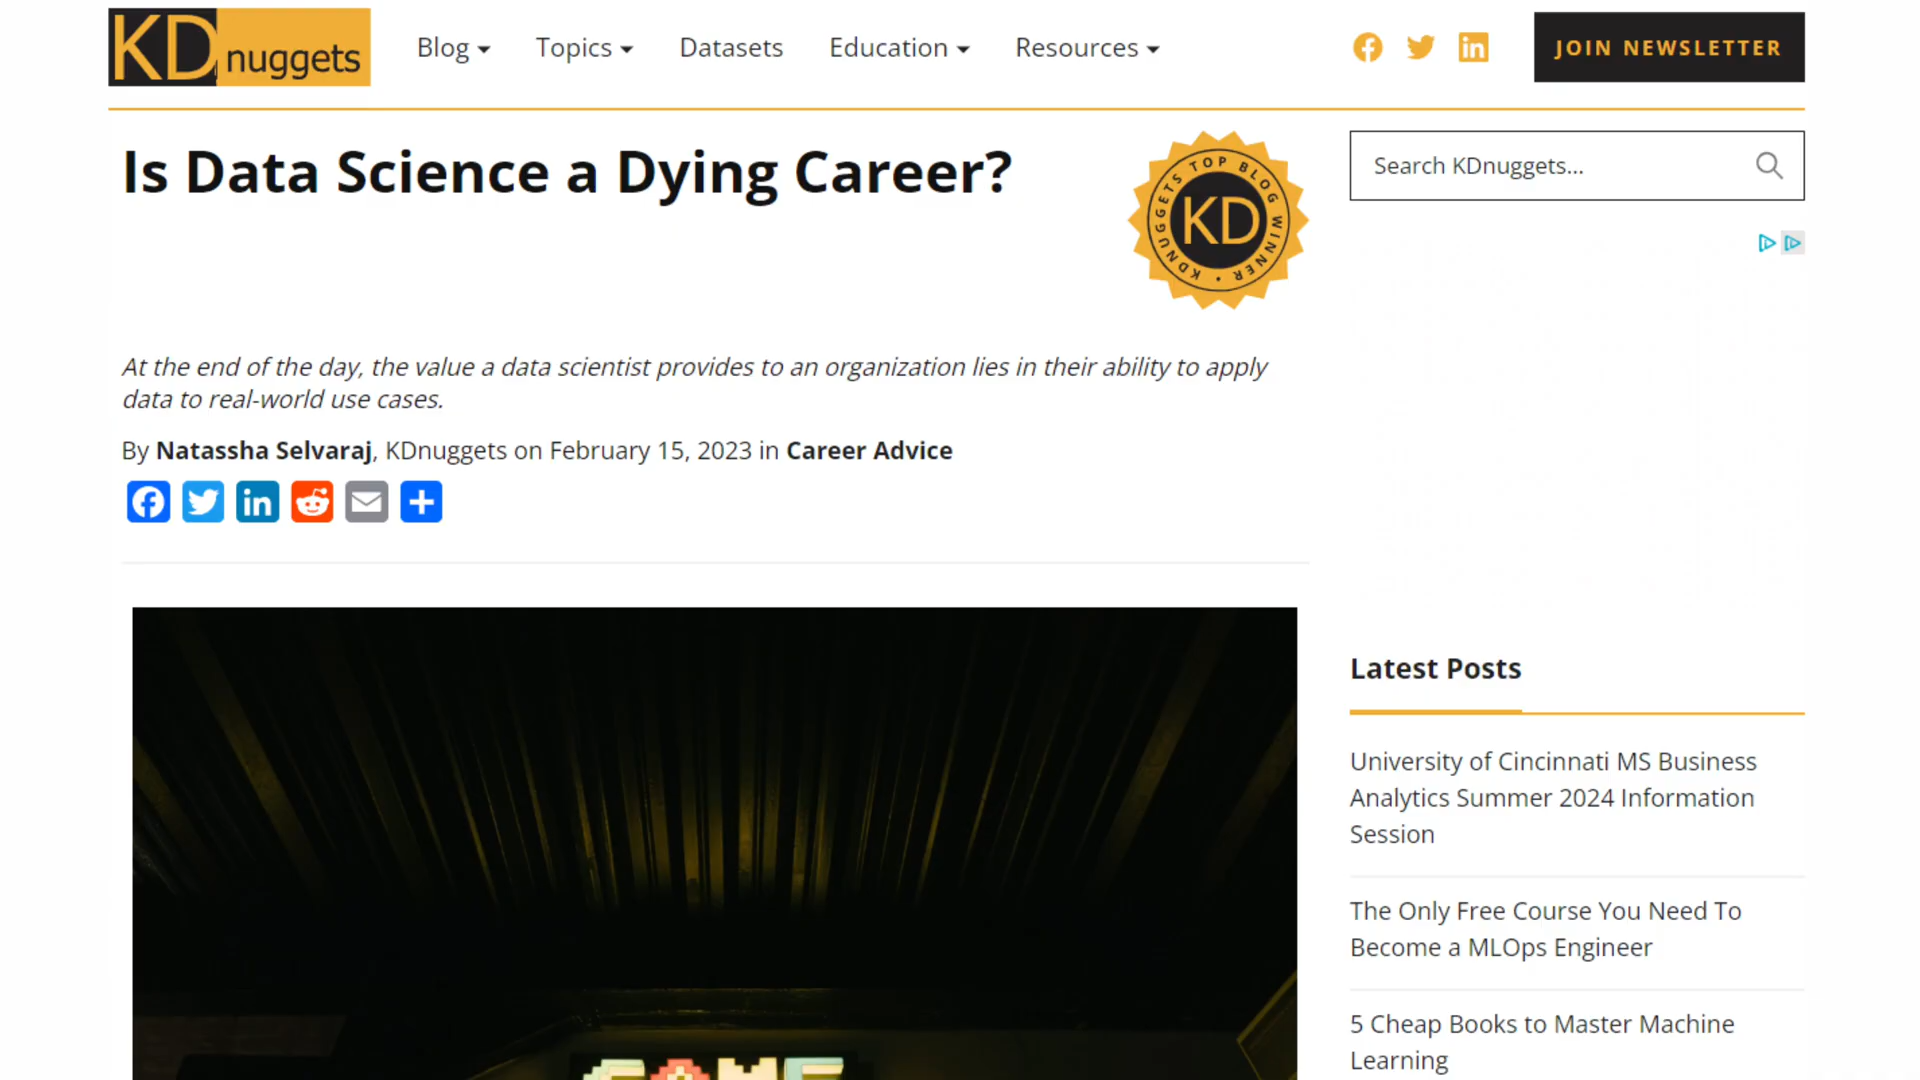 KD nuggets
Blog Topics Datasets Education Resources
JOIN NEWSLETTER
Is Data Science a Dying Career?
KDNUGGETS TOP BLOG WINNER •
KD
Search KDnuggets...
At the end of the day, the value a data scientist provides to an organization lies in their ability to apply
data to real-world use cases.
By Natassha Selvaraj, KDnuggets on February 15, 2023 in Career Advice
Latest Posts
University of Cincinnati MS Business
Analytics Summer 2024 Information
Session
The Only Free Course You Need To
Become a MLOps Engineer
5 Cheap Books to Master Machine
Learning
GAME